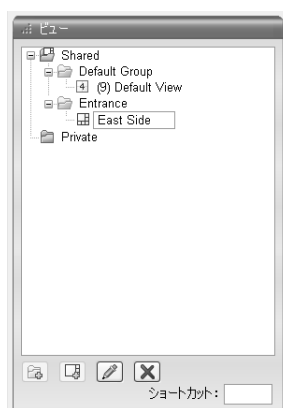 ビュー
Shared
Default Group
4 (9) Default View
Entrance
East Side
Private
ショートカット: